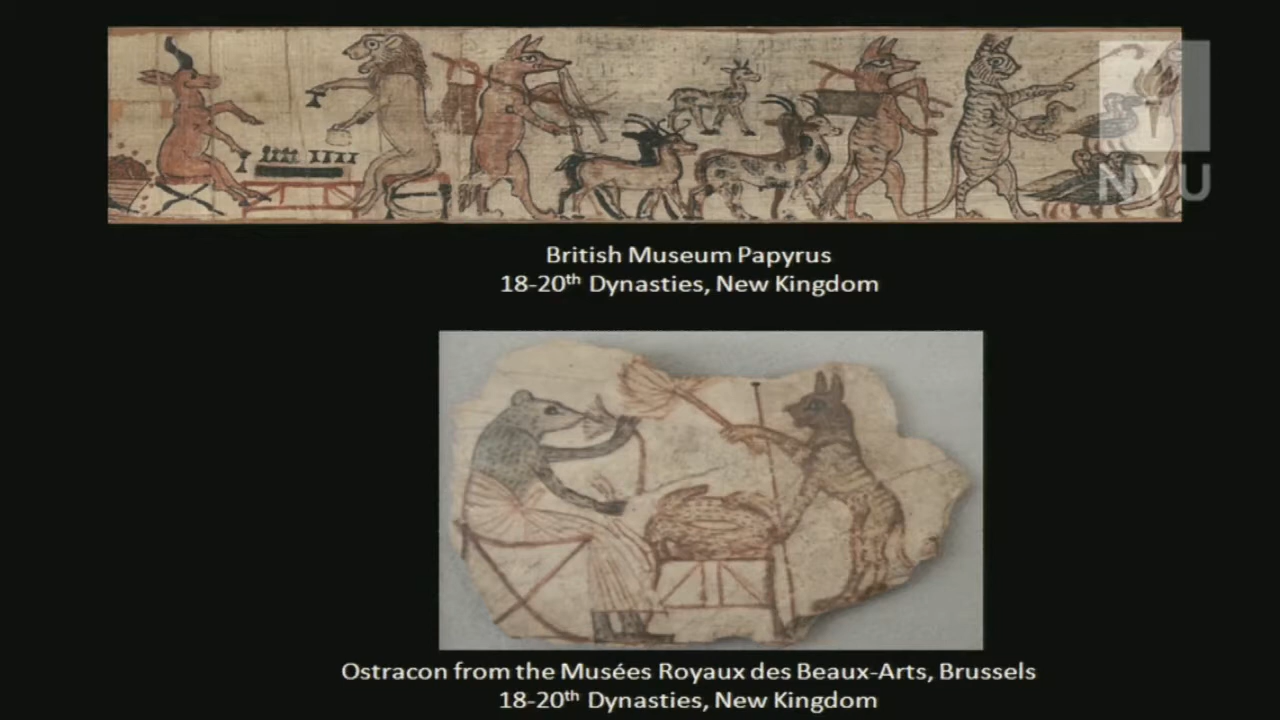 NYU
British Museum Papyrus
18-20th Dynasties, New Kingdom
Ostracon from the Musées Royaux des Beaux-Arts, Brussels
18-20th Dynasties, New Kingdom